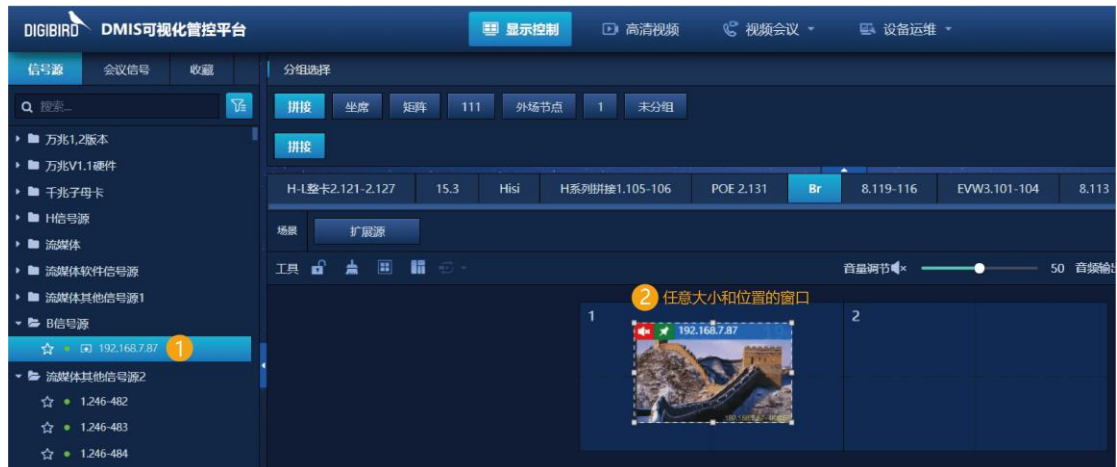 DIGIBIRD DMIS可视化管控平台 显示控制 高清视频 视频会议 设备运维
信号源 会议信号 收藏
分组选择
搜索...
拼接 坐席 矩阵 111 外场节点 1 未分组
拼接
万兆1,2版本
万兆V1.1硬件
千兆子母卡
H信号源
流媒体
流媒体软件信号源
流媒体其他信号源1
B信号源
192.168.7.87 1
流媒体其他信号源2
1.246-482
1.246-483
1.246-484
H-L整卡2.121-2.127 15.3 Hisi H系列拼接1.105-106 POE 2.131 Br 8.119-116 EVW3.101-104 8.113
场景 扩展源
工具 音量调节 50 音频输出
2 任意大小和位置的窗口
1 2
192.168.7.87